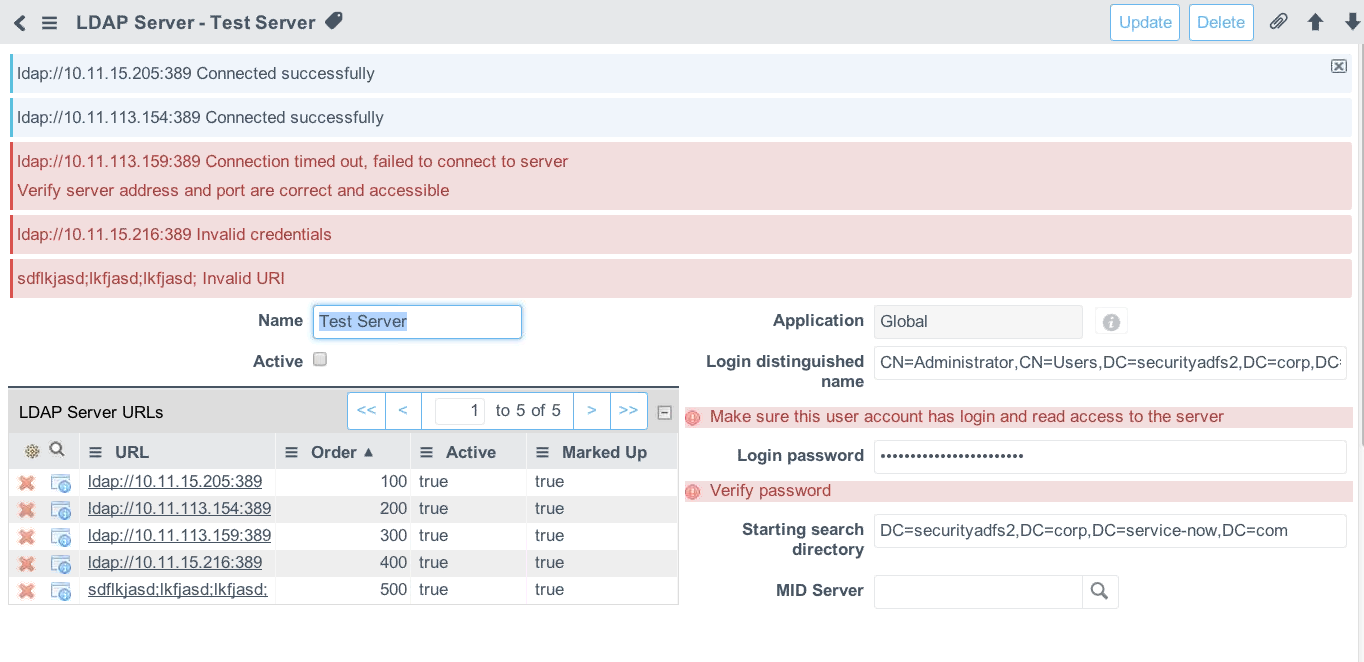 LDAP Server - Test Server
Update
Delete
ldap://10.11.15.205:389 Connected successfully
ldap://10.11.113.154:389 Connected successfully
ldap://10.11.113.159:389 Connection timed out, failed to connect to server
Verify server address and port are correct and accessible
ldap://10.11.15.216:389 Invalid credentials
sdflkjasd;lkfjasd;lkfjasd; Invalid URI
Name Test Server
Active
LDAP Server URLs << < 1 to 5 of 5 > >>
URL Order ▲ Active Marked Up
ldap://10.11.15.205:389 100 true true
ldap://10.11.113.154:389 200 true true
ldap://10.11.113.159:389 300 true true
ldap://10.11.15.216:389 400 true true
sdflkjasd;lkfjasd;lkfjasd; 500 true true
Application Global
Login distinguished name CN=Administrator,CN=Users,DC=securityadfs2,DC=corp,DC=
Make sure this user account has login and read access to the server
Login password ••••••••••••••••••••••••
Verify password
Starting search directory DC=securityadfs2,DC=corp,DC=service-now,DC=com
MID Server